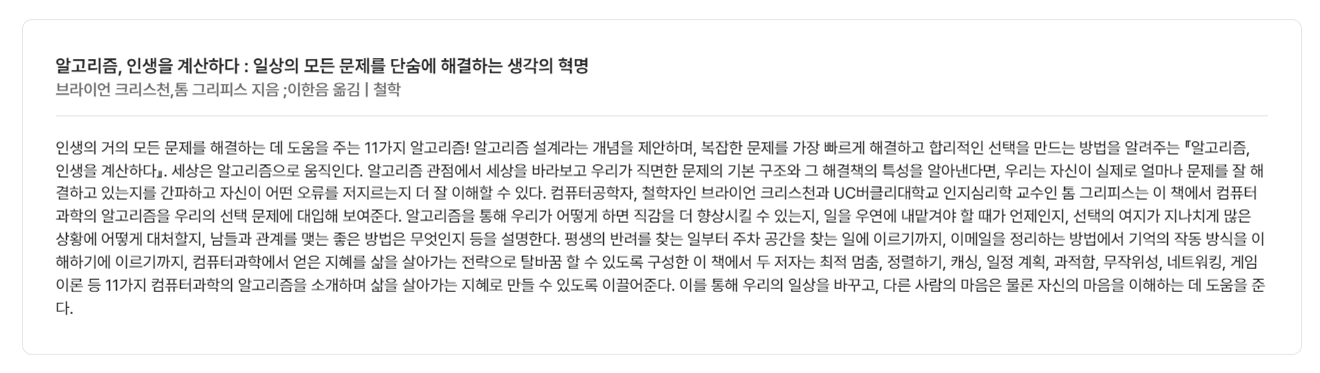 알고리즘, 인생을 계산하다 : 일상의 모든 문제를 단숨에 해결하는 생각의 혁명
브라이언 크리스천,톰 그리피스 지음 ;이한음 옮김 | 철학
인생의 거의 모든 문제를 해결하는 데 도움을 주는 11가지 알고리즘! 알고리즘 설계라는 개념을 제안하며, 복잡한 문제를 가장 빠르게 해결하고 합리적인 선택을 만드는 방법을 알려주는 『알고리즘,
인생을 계산하다』. 세상은 알고리즘으로 움직인다. 알고리즘 관점에서 세상을 바라보고 우리가 직면한 문제의 기본 구조와 그 해결책의 특성을 알아낸다면, 우리는 자신이 실제로 얼마나 문제를 잘 해
결하고 있는지를 간파하고 자신이 어떤 오류를 저지르는지 더 잘 이해할 수 있다. 컴퓨터공학자, 철학자인 브라이언 크리스천과 UC버클리대학교 인지심리학 교수인 톰 그리피스는 이 책에서 컴퓨터
과학의 알고리즘을 우리의 선택 문제에 대입해 보여준다. 알고리즘을 통해 우리가 어떻게 하면 직감을 더 향상시킬 수 있는지, 일을 우연에 내맡겨야 할 때가 언제인지, 선택의 여지가 지나치게 많은
상황에 어떻게 대처할지, 남들과 관계를 맺는 좋은 방법은 무엇인지 등을 설명한다. 평생의 반려를 찾는 일부터 주차 공간을 찾는 일에 이르기까지, 이메일을 정리하는 방법에서 기억의 작동 방식을 이
해하기에 이르기까지, 컴퓨터과학에서 얻은 지혜를 삶을 살아가는 전략으로 탈바꿈 할 수 있도록 구성한 이 책에서 두 저자는 최적 멈춤, 정렬하기, 캐싱, 일정 계획, 과적합, 무작위성, 네트워킹, 게임
이론 등 11가지 컴퓨터과학의 알고리즘을 소개하며 삶을 살아가는 지혜로 만들 수 있도록 이끌어준다. 이를 통해 우리의 일상을 바꾸고, 다른 사람의 마음은 물론 자신의 마음을 이해하는 데 도움을 준
다.